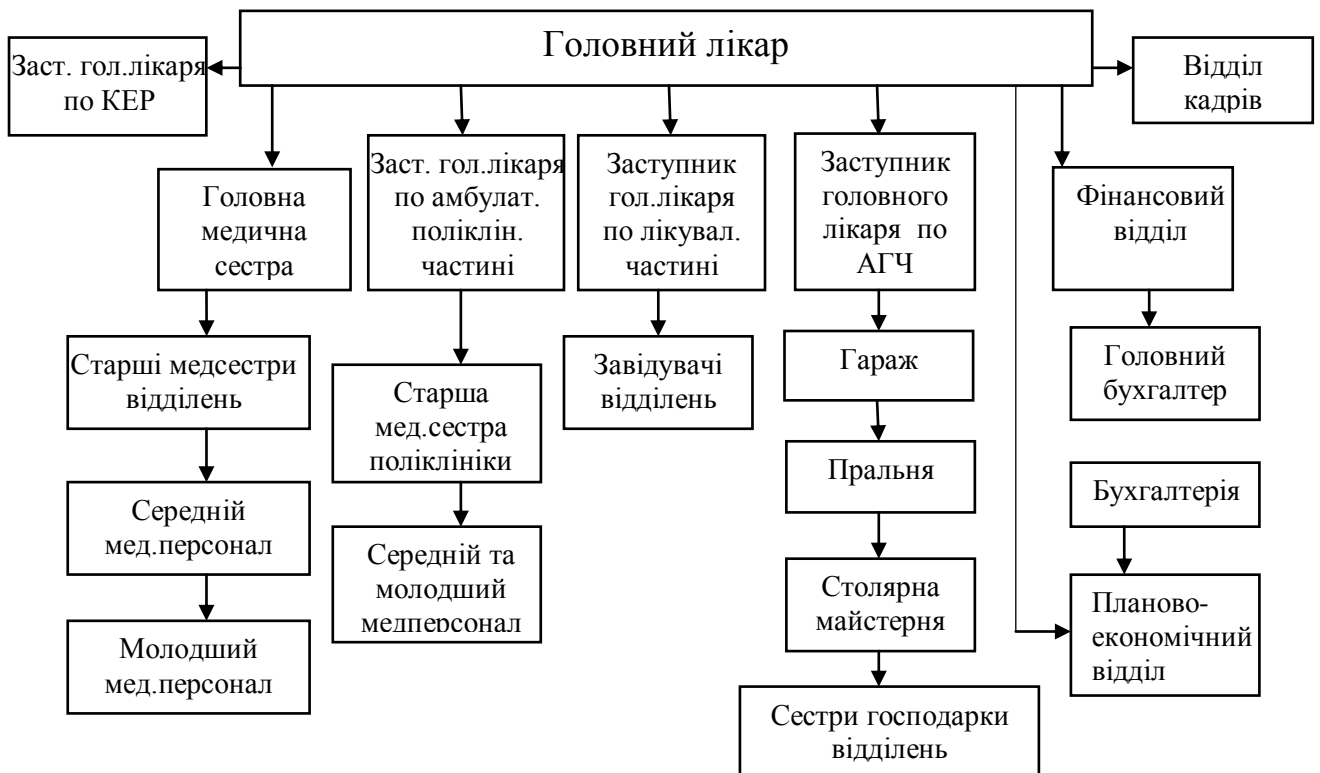 Головний лікар
Заст. гол.лікаря
по КЕР
Відділ
кадрів
Головна
медична
сестра
Заст. гол.лікаря
по амбулат.
поліклін.
частині
Заступник
гол.лікаря
по лікувал.
частині
Заступник
головного
лікаря по
АГЧ
Фінансовий
відділ
Старші медсестри
відділень
Старша
мед.сестра
поліклініки
Завідувачі
відділень
Гараж
Головний
бухгалтер
Середній
мед.персонал
Середній та
молодший
медперсонал
Пральня
Бухгалтерія
Молодший
мед.персонал
Столярна
майстерня
Планово-
економічний
відділ
Сестри господарки
відділень